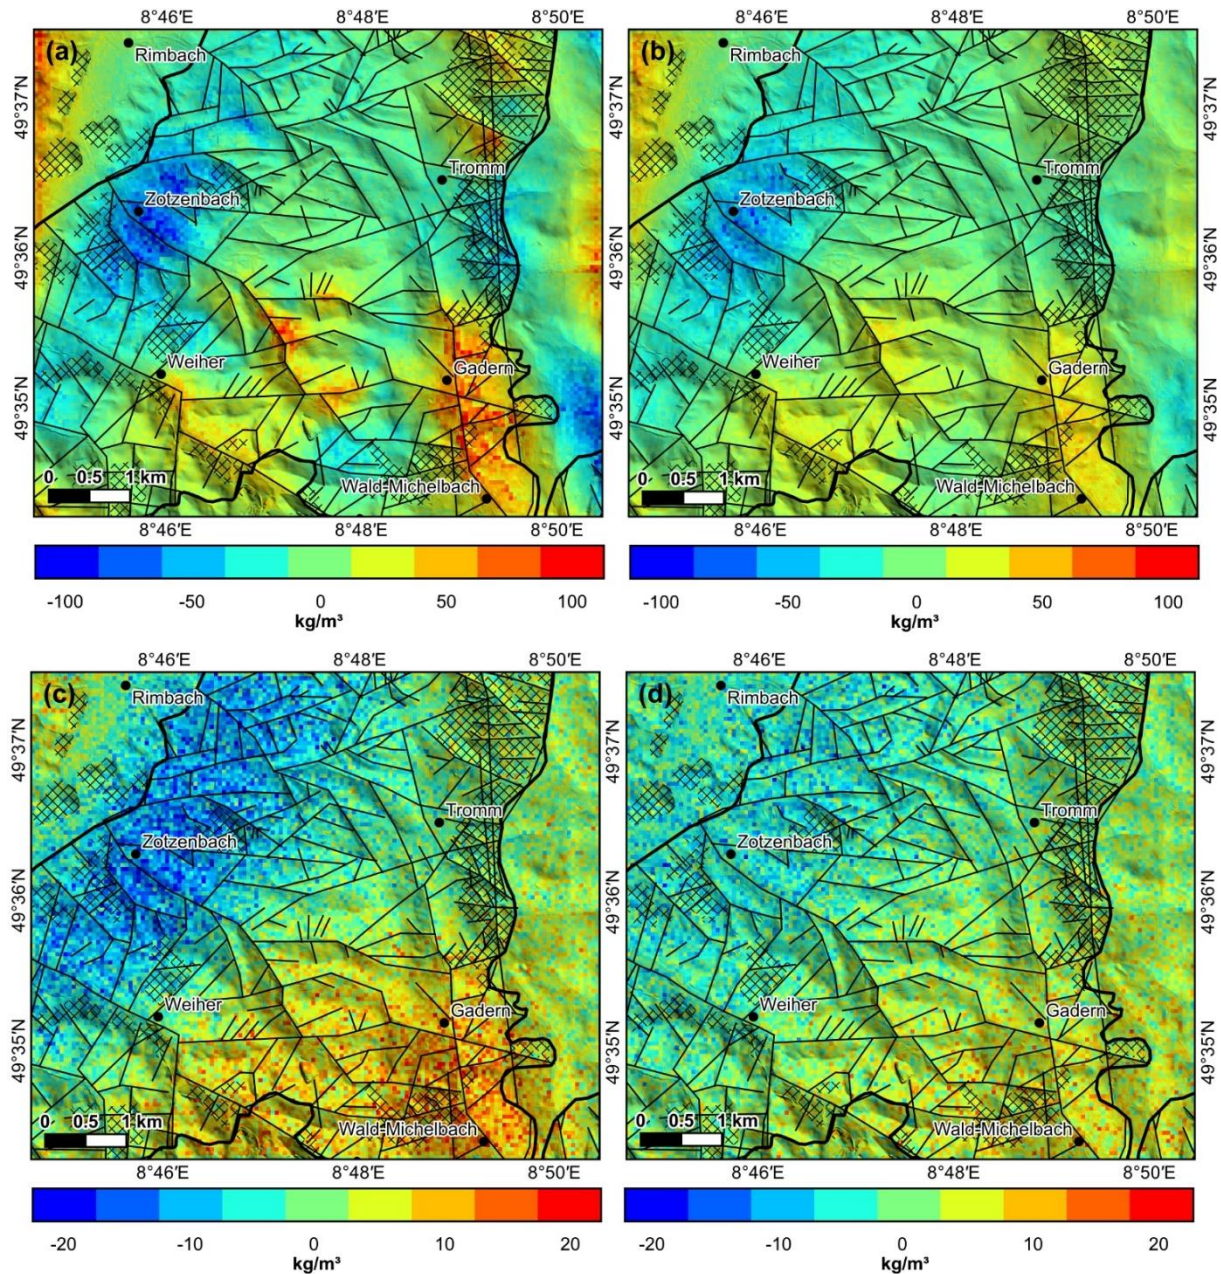 8°46'E 8°48'E 8°50'E 8°46'E 8°48'E 8°50'E
(a) Rimbach (b) Rimbach
49°37'N 49°37'N
Tromm Tromm
Zotzenbach Zotzenbach
49°36'N 49°36'N
Weiher Gadern Weiher Gadern
49°35'N 49°35'N
0 0.5 1 km 0 0.5 1 km
Wald-Michelbach Wald-Michelbach
8°46'E 8°48'E 8°50'E 8°46'E 8°48'E 8°50'E
-100 -50 0 50 100 -100 -50 0 50 100
kg/m³ kg/m³
8°46'E 8°48'E 8°50'E 8°46'E 8°48'E 8°50'E
(c) Rimbach (d) Rimbach
49°37'N 49°37'N
Tromm Tromm
Zotzenbach Zotzenbach
49°36'N 49°36'N
Weiher Gadern Weiher Gadern
49°35'N 49°35'N
0 0.5 1 km 0 0.5 1 km
Wald-Michelbach Wald-Michelbach
8°46'E 8°48'E 8°50'E 8°46'E 8°48'E 8°50'E
-20 -10 0 10 20 -20 -10 0 10 20
kg/m³ kg/m³